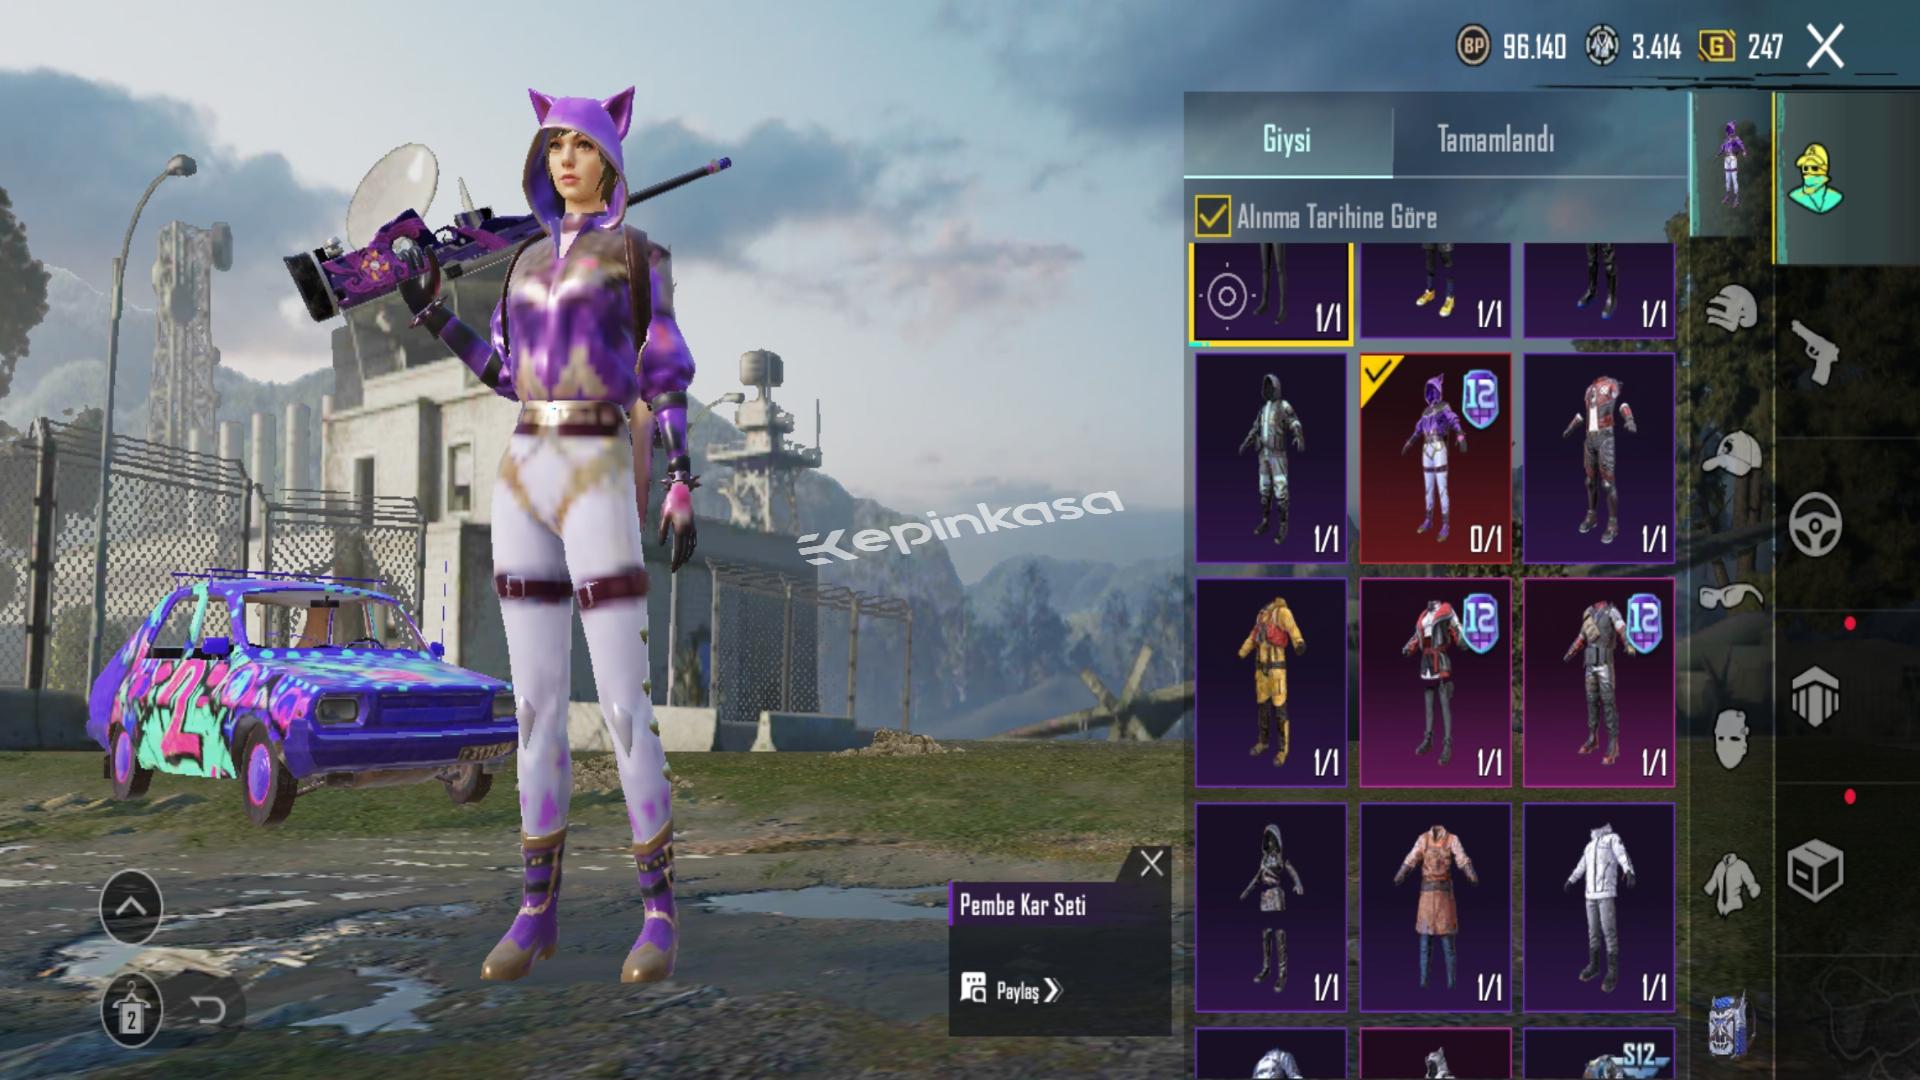 BP 96.140 3.414 G 247
Giysi
Tamamlandı
Alınma Tarihine Göre
1/1
1/1
1/1
12
1/1
0/1
1/1
12
12
1/1
1/1
1/1
1/1
1/1
1/1
S12
Kepinkasa
2
Pembe Kar Seti
Paylaş
2